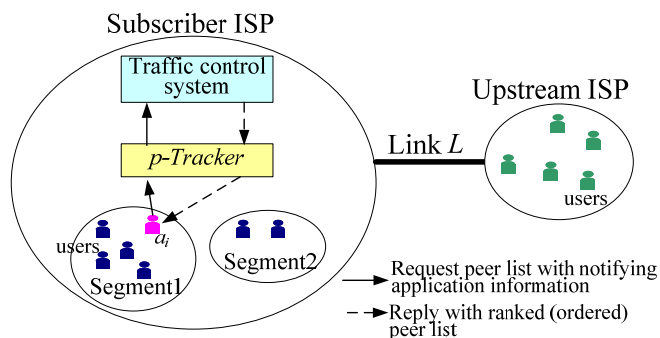 Subscriber ISP
Traffic control
system
Upstream ISP
p-Tracker
Link L
users
a_i
users
Segment1
Segment2
Request peer list with notifying
application information
Reply with ranked (ordered)
peer list